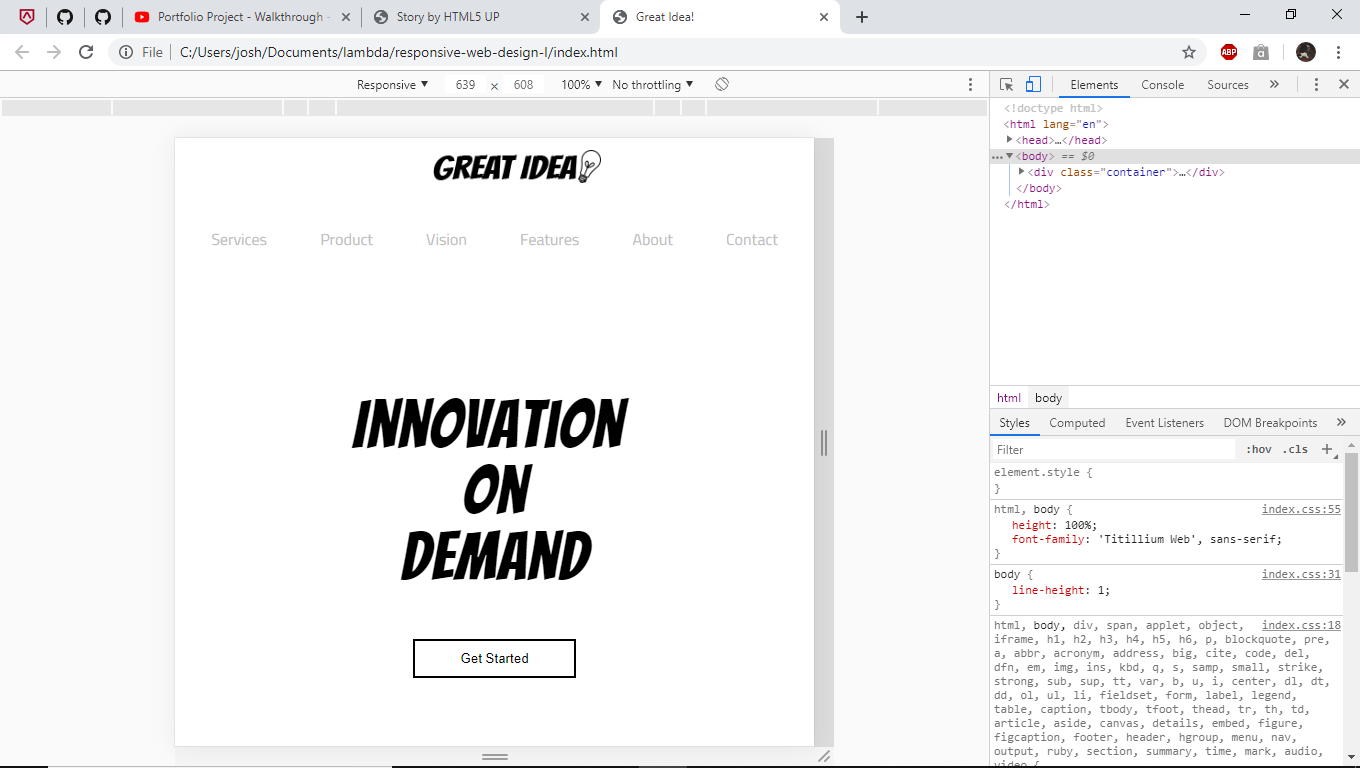 Portfolio Project - Walkthrough -
Story by HTML5 UP
Great Idea!
File
C:/Users/josh/Documents/lambda/responsive-web-design-I/index.html
ABP
a
Responsive
639 x 608
100%
No throttling
Elements
Console
Sources
GREAT IDEA
Services
Product
Vision
Features
About
Contact
INNOVATION
ON
DEMAND
Get Started
<!doctype html>
<html lang="en">
<head>…</head>
<body> == $0
<div class="container">…</div>
</body>
</html>
html
body
Styles
Computed
Event Listeners
DOM Breakpoints
Filter
:hov
.cls
element.style {
}
html, body {
index.css:55
height: 100%;
font-family: 'Titillium Web', sans-serif;
}
body {
index.css:31
line-height: 1;
}
html, body, div, span, applet, object,
index.css:18
iframe, h1, h2, h3, h4, h5, h6, p, blockquote, pre,
a, abbr, acronym, address, big, cite, code, del,
dfn, em, img, ins, kbd, q, s, samp, small, strike,
strong, sub, sup, tt, var, b, u, i, center, dl, dt,
dd, ol, ul, li, fieldset, form, label, legend,
table, caption, tbody, tfoot, thead, tr, th, td,
article, aside, canvas, details, embed, figure,
figcaption, footer, header, hgroup, menu, nav,
output, ruby, section, summary, time, mark, audio,
video {